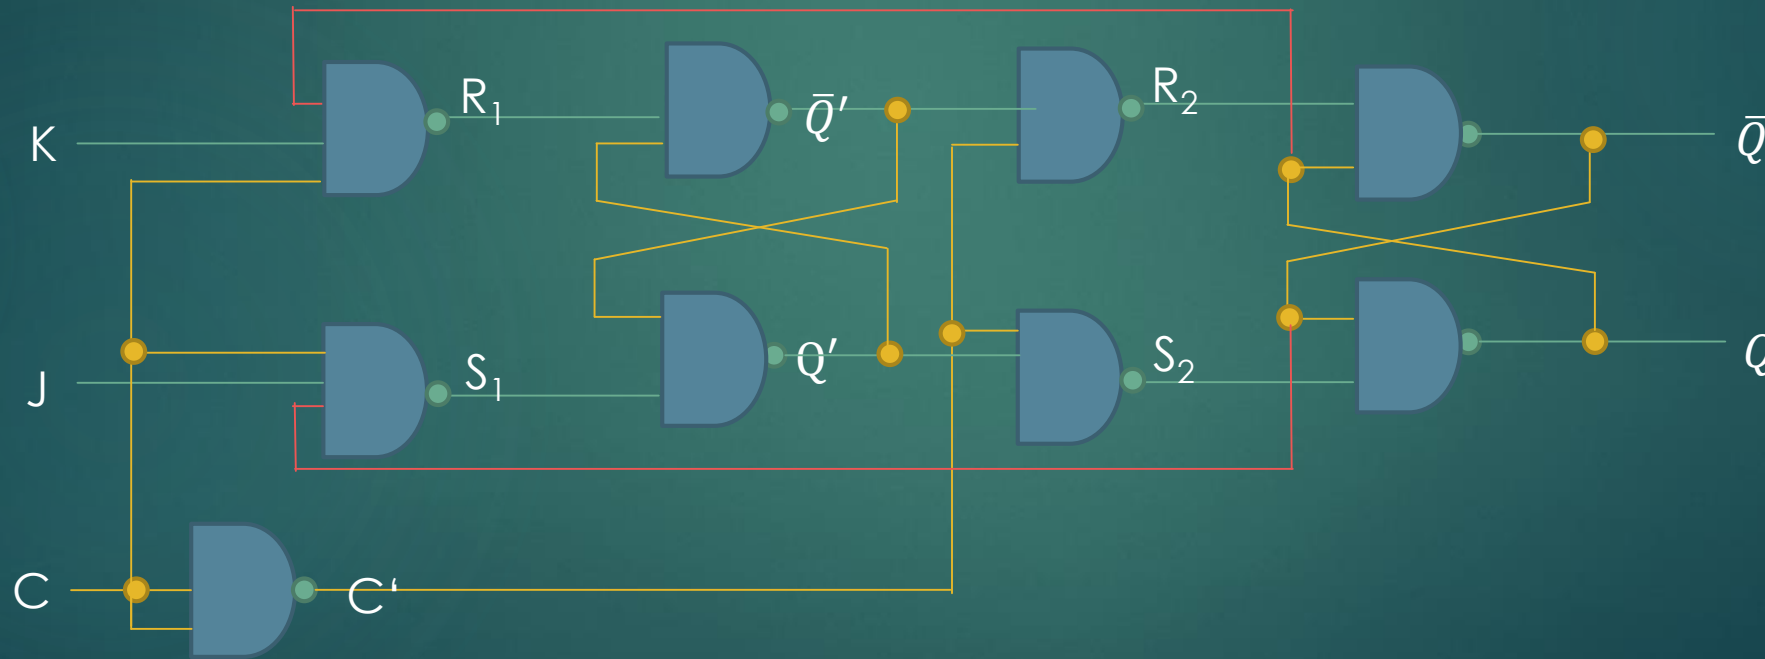 R₁
Q̄′
R₂
K
Q̄
J
S₁
Q′
S₂
Q
C
C‘